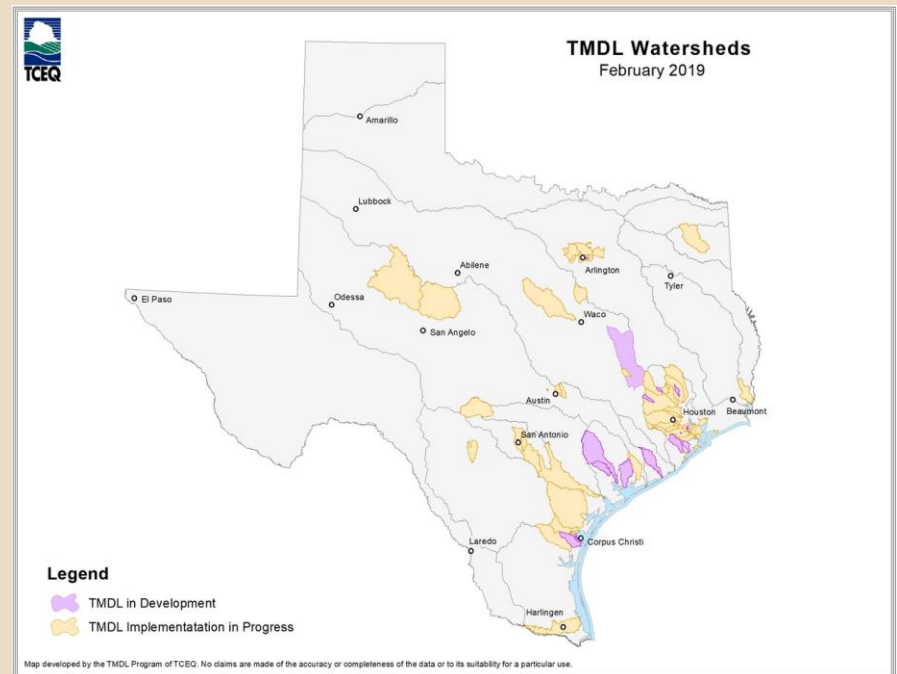 TCEQ
TMDL Watersheds
February 2019
Amarillo
Lubbock
Abilene
Arlington
Tyler
El Paso
Odessa
Waco
San Angelo
Austin
Houston
Beaumont
San Antonio
Corpus Christi
Laredo
Harlingen
Legend
TMDL in Development
TMDL Implementatation in Progress
Map developed by the TMDL Program of TCEQ. No claims are made of the accuracy or completeness of the data or to its suitability for a particular use.